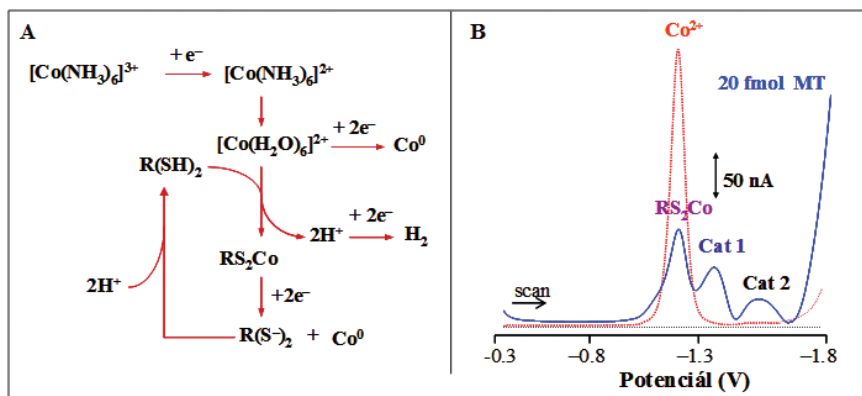 A
+ e⁻
[Co(NH₃)₆]³⁺ [Co(NH₃)₆]²⁺
+ 2e⁻
[Co(H₂O)₆]²⁺ Co⁰
R(SH)₂
+ 2e⁻
2H⁺ H₂
RS₂Co
2H⁺
+2e⁻
R(S⁻)₂ + Co⁰
B
Co²⁺
20 fmol MT
50 nA
RS₂Co
Cat 1
Cat 2
scan
-0.3 −0.8 −1.3 −1.8
Potenciál (V)